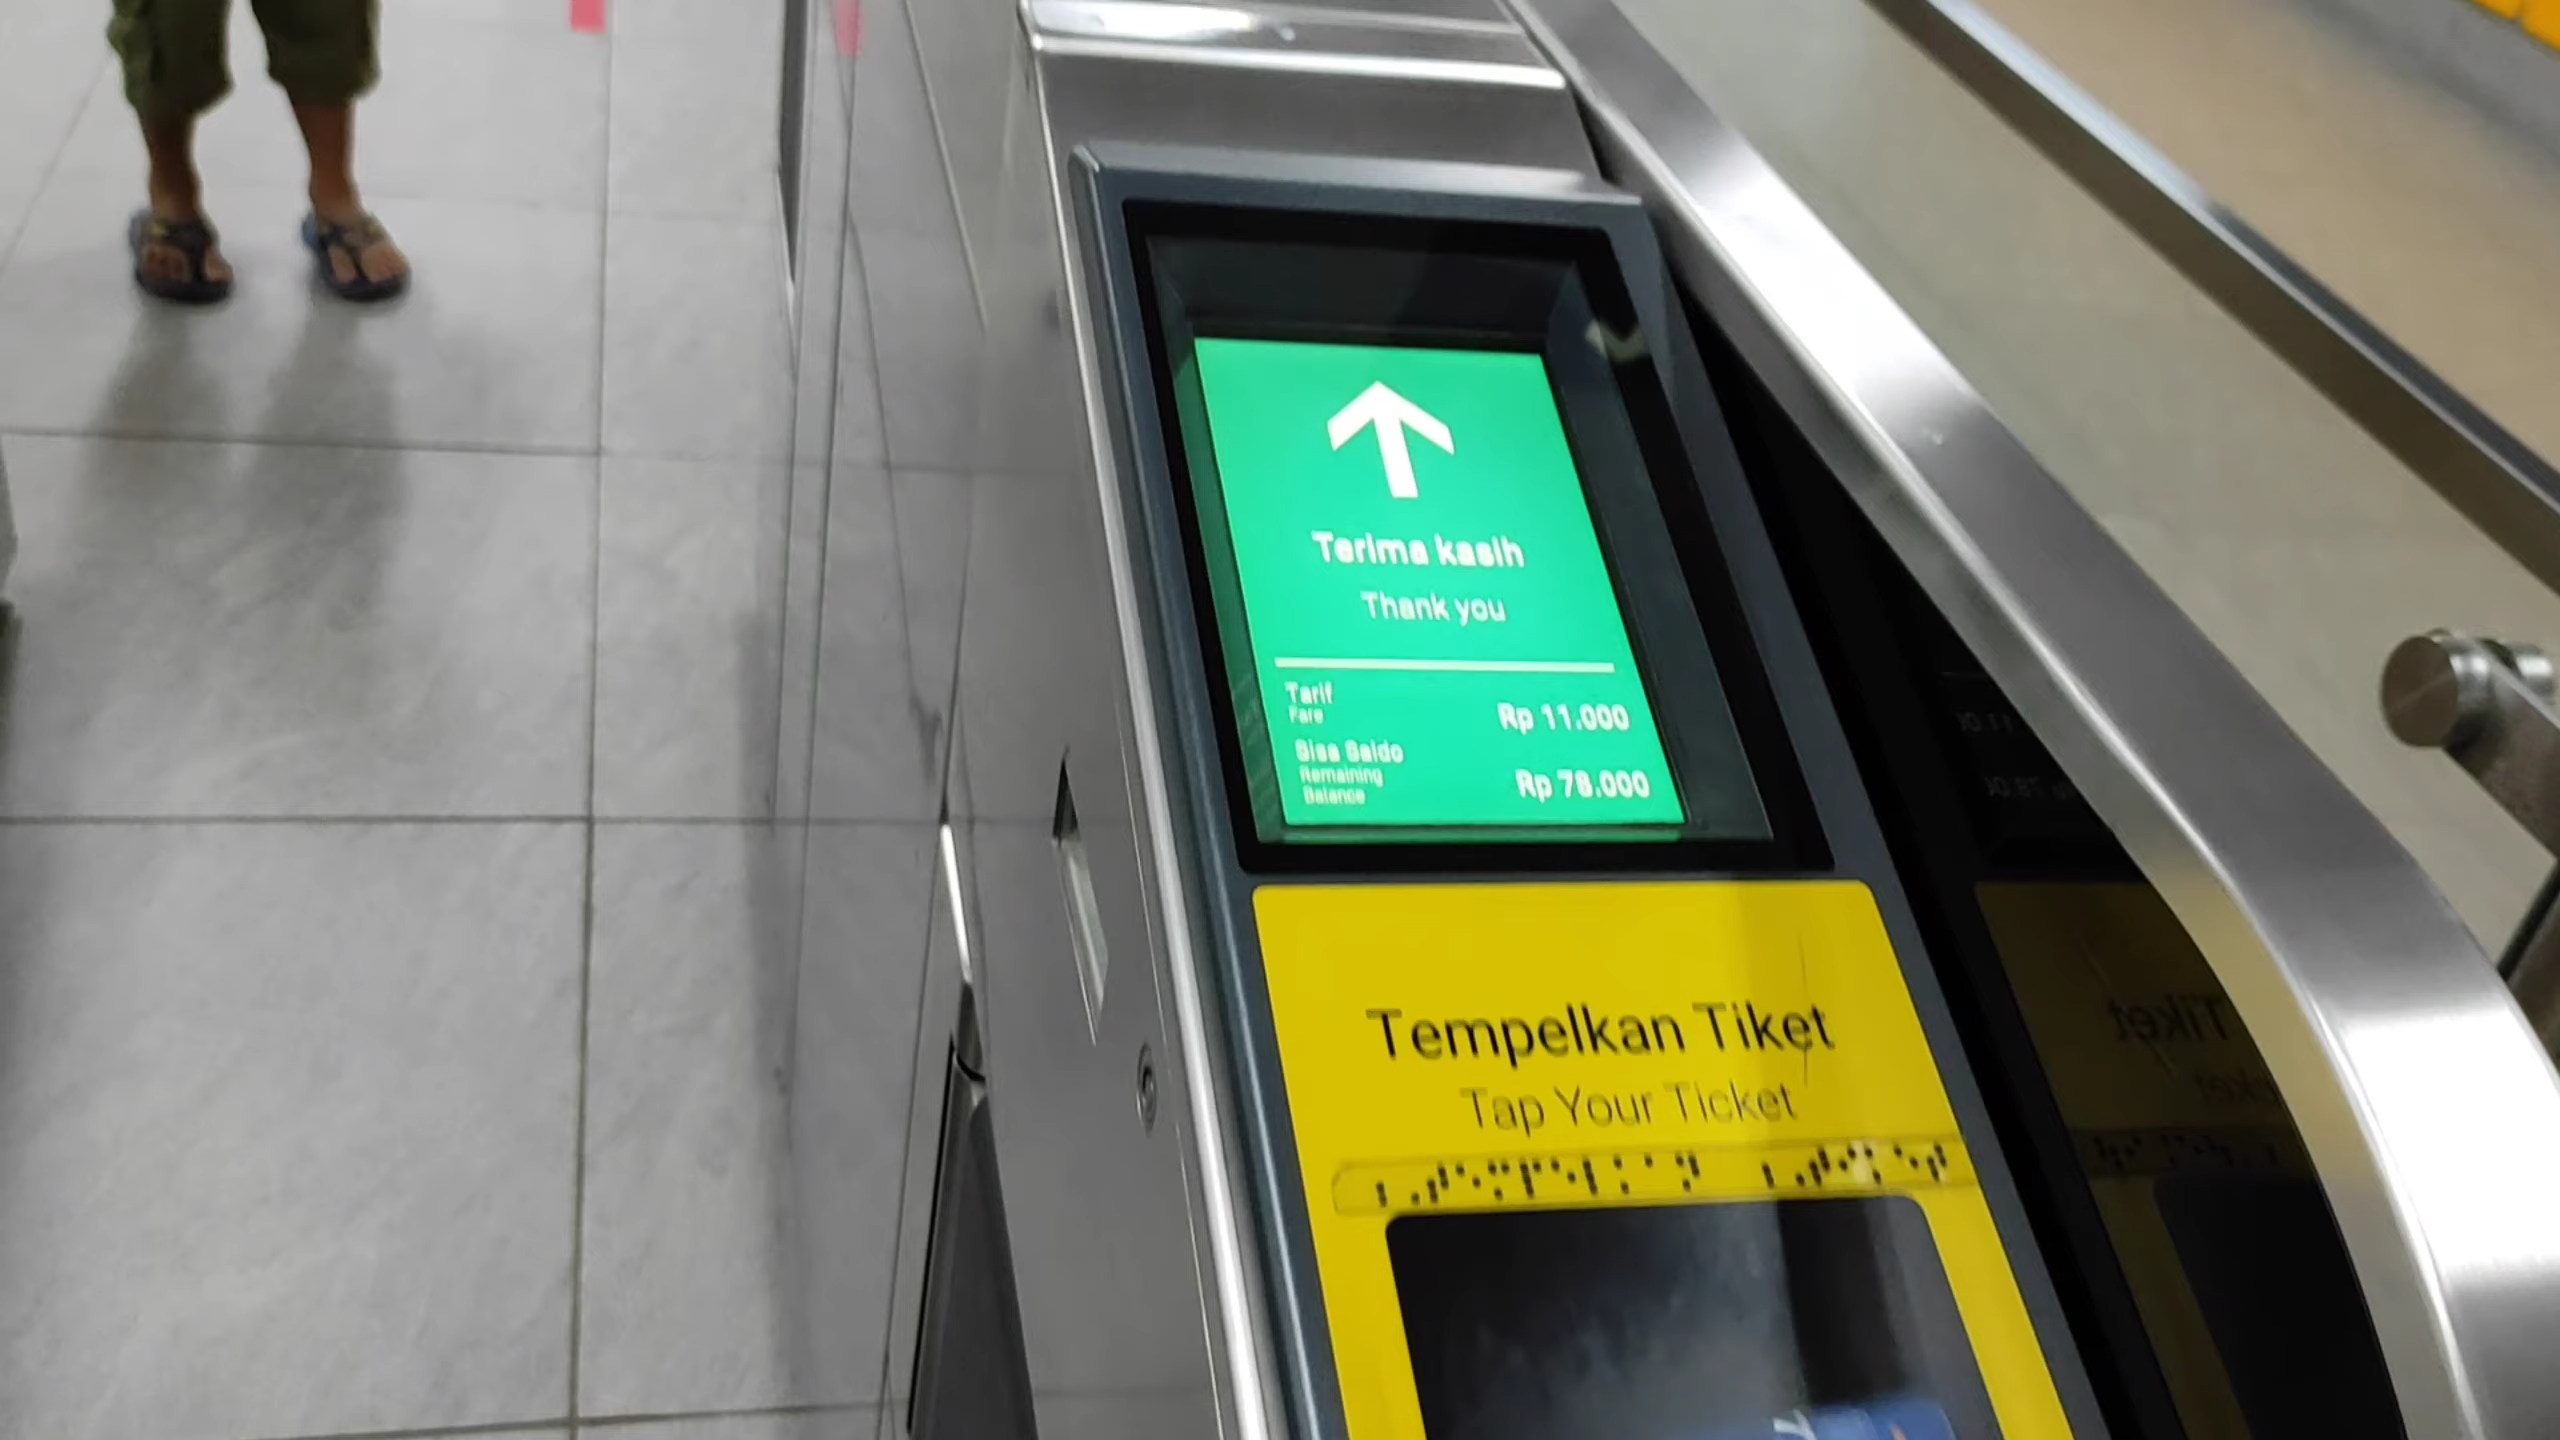 Terima kasih
Thank you
Tarif
Fare
Rp 11.000
Sisa Saldo
Remaining
Balance
Rp 78.000
Tempelkan Tiket
Tap Your Ticket